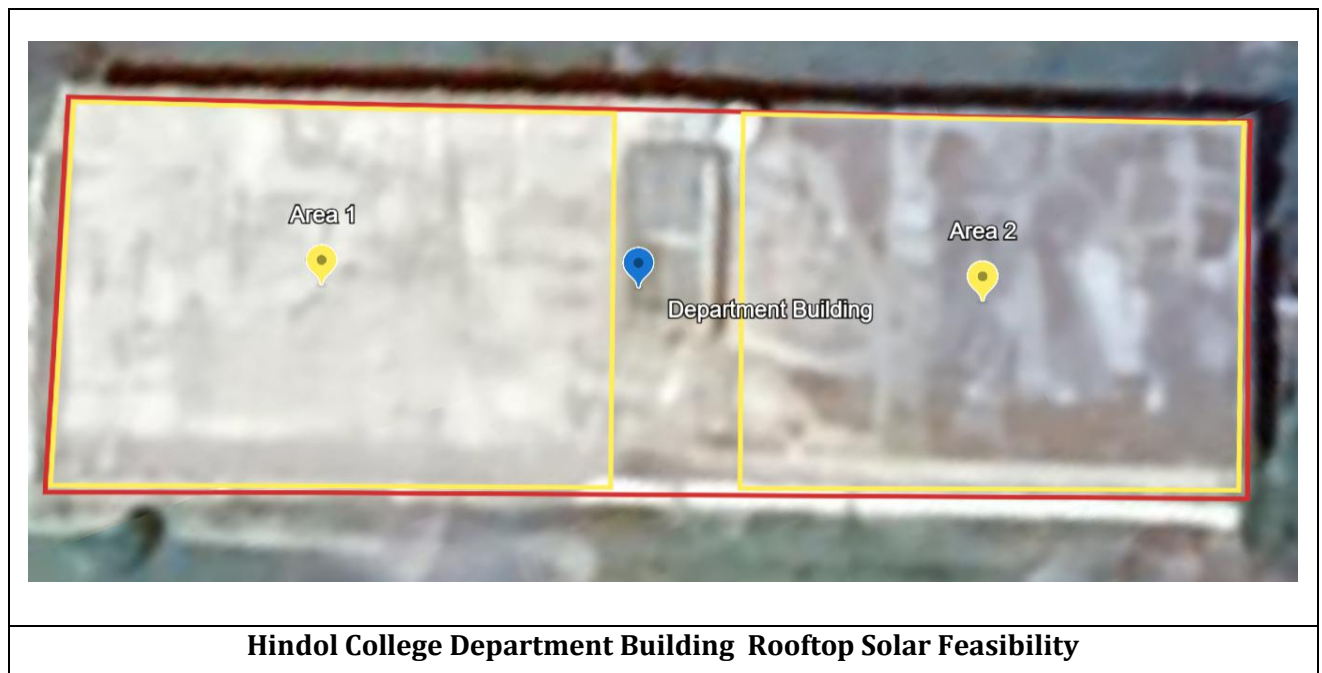 Area 1
Area 2
Department Building
Hindol College Department Building Rooftop Solar Feasibility